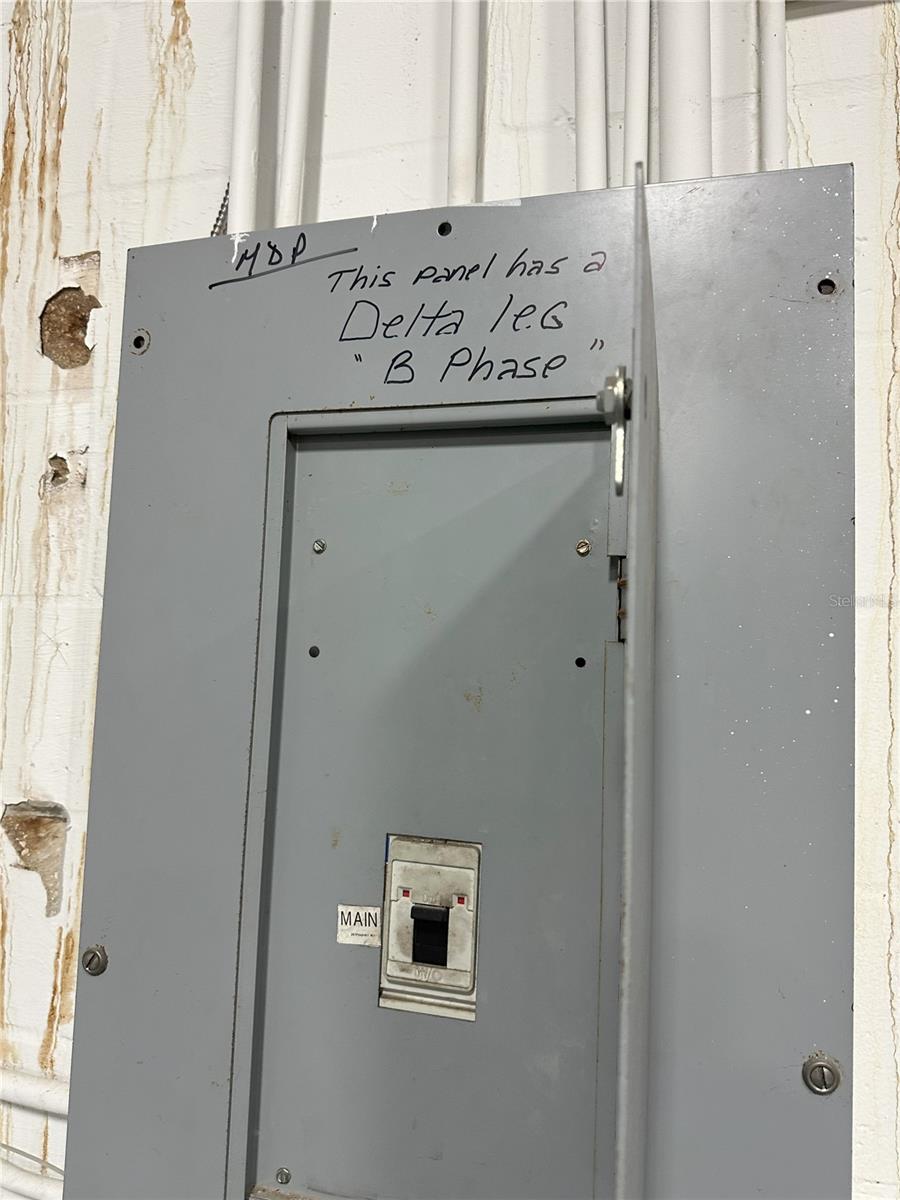 MDP
This panel has a
Delta leG
"B Phase"
MAIN